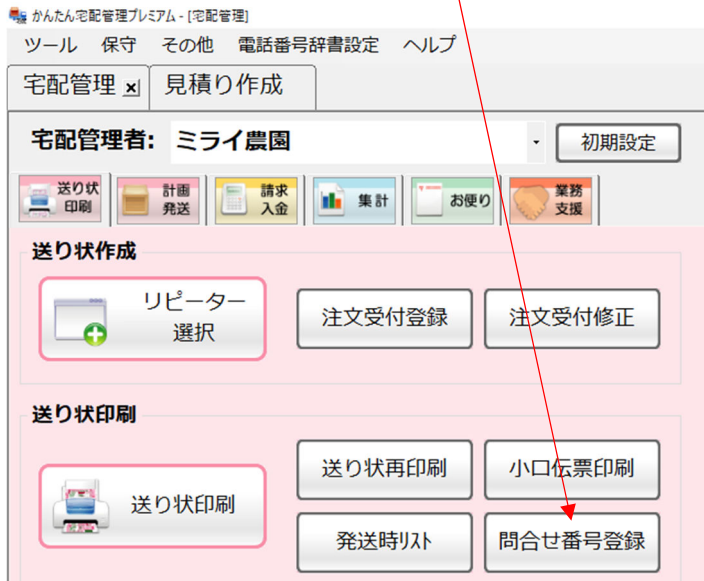 かんたん宅配管理プレミアム - [宅配管理]
ツール 保守 その他 電話番号辞書設定 ヘルプ
宅配管理 x 見積り作成
宅配管理者: ミライ農園 初期設定
送り状印刷 計画発送 請求入金 集計 お便り 業務支援
送り状作成
リピーター
選択
注文受付登録 注文受付修正
送り状印刷
送り状再印刷 小口伝票印刷
送り状印刷
発送時リスト 問合せ番号登録